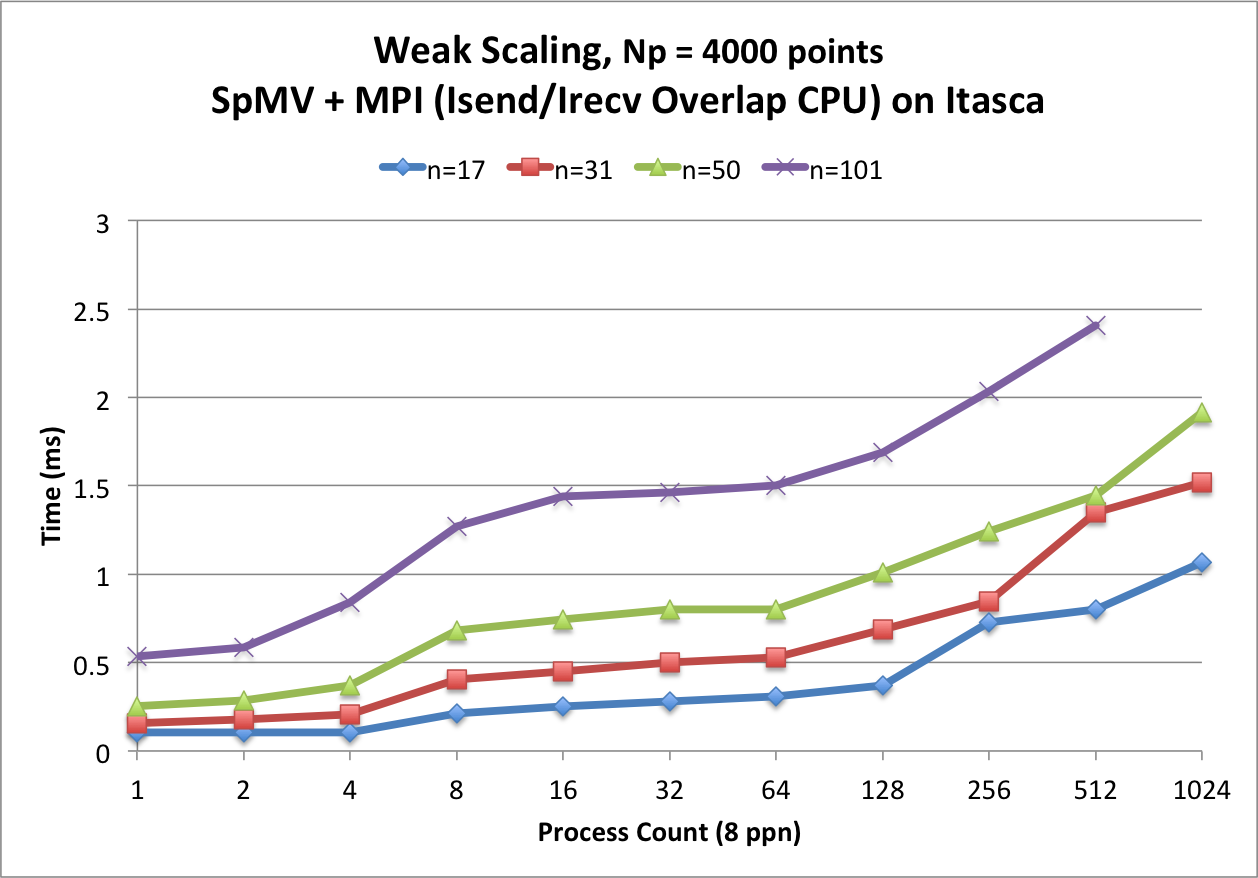 Weak Scaling, Np = 4000 points
SpMV + MPI (Isend/Irecv Overlap CPU) on Itasca
n=17 n=31 n=50 n=101
3
2.5
2
1.5
1
0.5
0
Time (ms)
1 2 4 8 16 32 64 128 256 512 1024
Process Count (8 ppn)